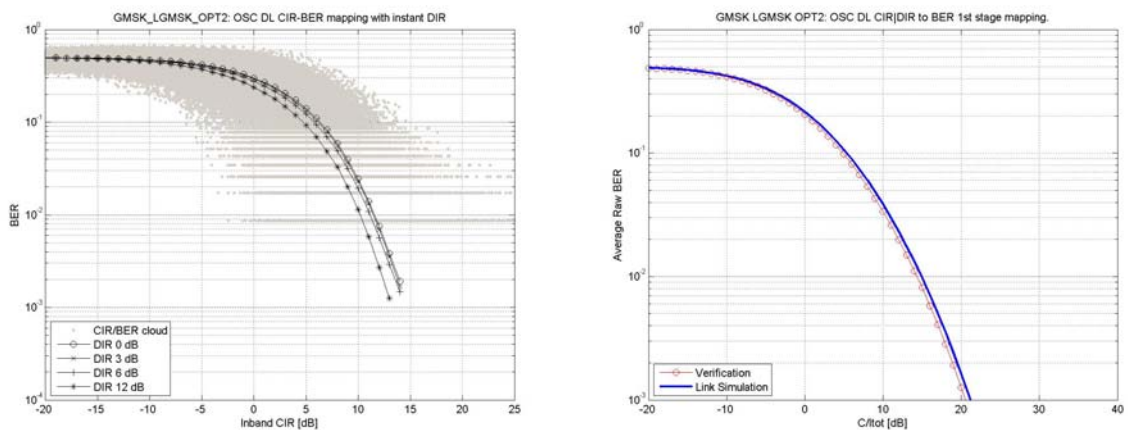 GMSK_LGMSK_OPT2: OSC DL CIR-BER mapping with instant DIR
10^0
10^-1
10^-2
10^-3
10^-4
BER
CIR/BER cloud
DIR 0 dB
DIR 3 dB
DIR 6 dB
DIR 12 dB
-20 -15 -10 -5 0 5 10 15 20 25
Inband CIR [dB]
GMSK LGMSK OPT2: OSC DL CIR|DIR to BER 1st stage mapping.
10^0
10^-1
10^-2
10^-3
Average Raw BER
Verification
Link Simulation
-20 -10 0 10 20 30 40
C/Itot [dB]